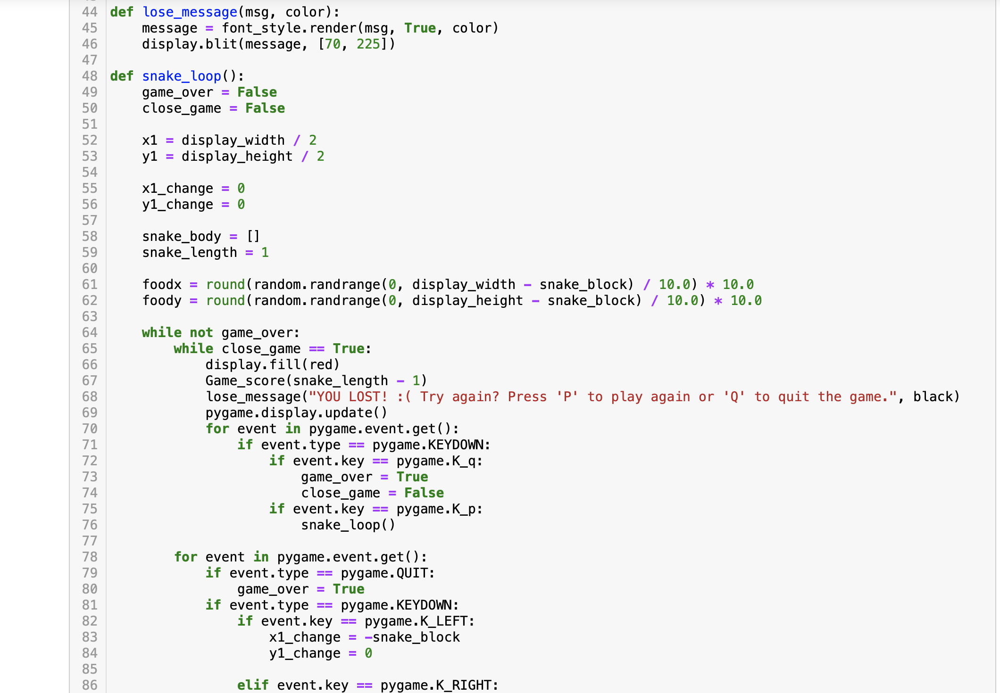 44 def lose_message(msg, color):
45     message = font_style.render(msg, True, color)
46     display.blit(message, [70, 225])
47
48 def snake_loop():
49     game_over = False
50     close_game = False
51
52     x1 = display_width / 2
53     y1 = display_height / 2
54
55     x1_change = 0
56     y1_change = 0
57
58     snake_body = []
59     snake_length = 1
60
61     foodx = round(random.randrange(0, display_width - snake_block) / 10.0) * 10.0
62     foody = round(random.randrange(0, display_height - snake_block) / 10.0) * 10.0
63
64     while not game_over:
65         while close_game == True:
66             display.fill(red)
67             Game_score(snake_length - 1)
68             lose_message("YOU LOST! :( Try again? Press 'P' to play again or 'Q' to quit the game.", black)
69             pygame.display.update()
70             for event in pygame.event.get():
71                 if event.type == pygame.KEYDOWN:
72                     if event.key == pygame.K_q:
73                         game_over = True
74                         close_game = False
75                     if event.key == pygame.K_p:
76                         snake_loop()
77
78         for event in pygame.event.get():
79             if event.type == pygame.QUIT:
80                 game_over = True
81             if event.type == pygame.KEYDOWN:
82                 if event.key == pygame.K_LEFT:
83                     x1_change = -snake_block
84                     y1_change = 0
85
86                 elif event.key == pygame.K_RIGHT: